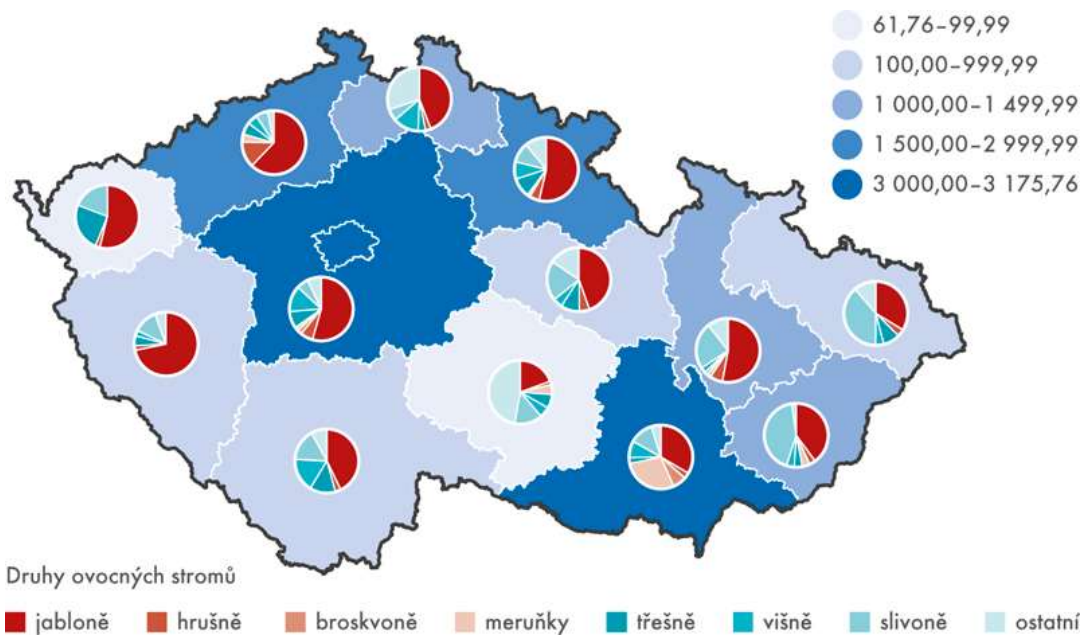 61,76–99,99
100,00–999,99
1 000,00–1 499,99
1 500,00–2 999,99
3 000,00–3 175,76
Druhy ovocných stromů
jabloně hrušně broskvoně meruňky třešně višně slivoně ostatní